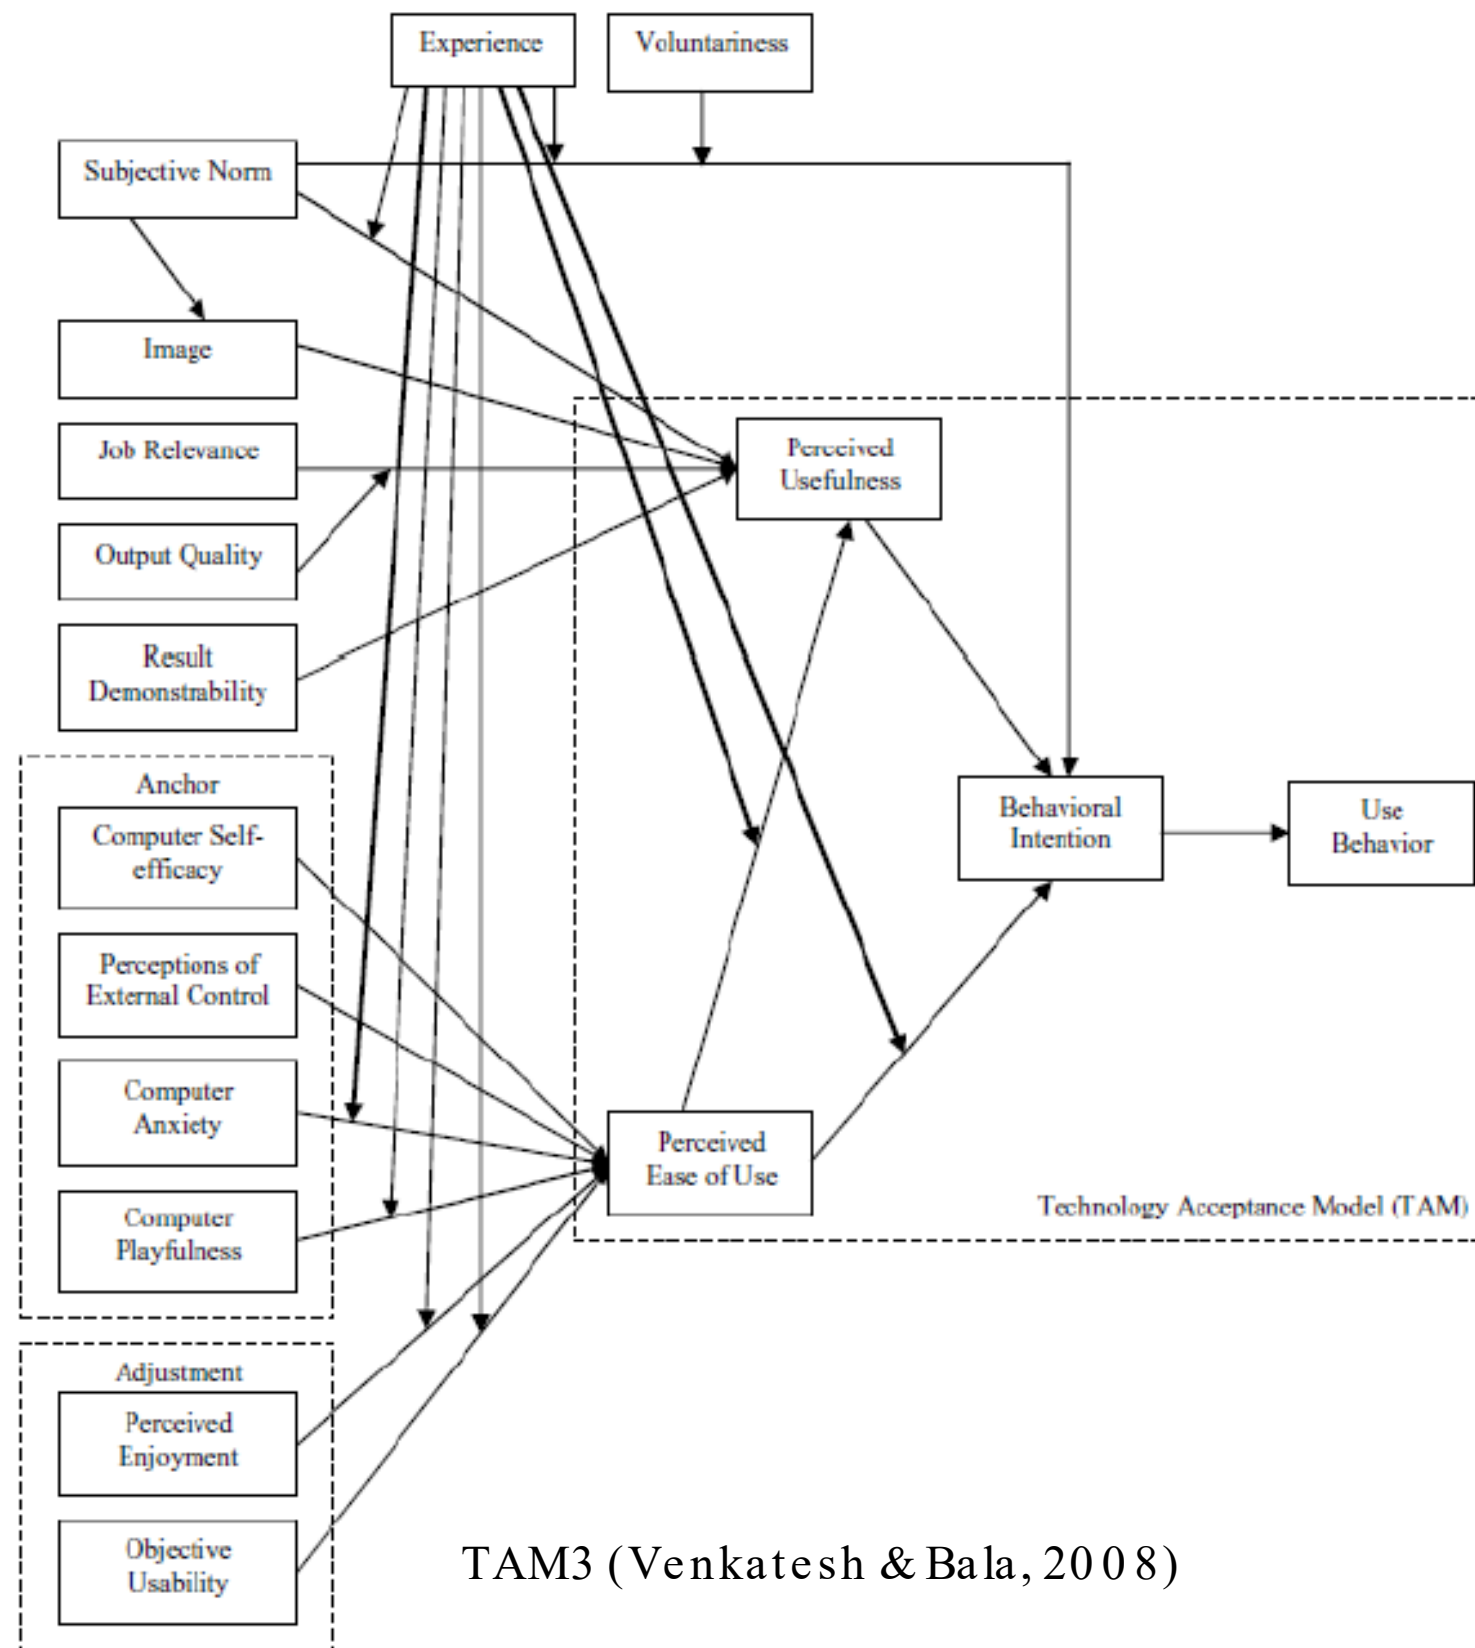 Experience
Voluntariness
Subjective Norm
Image
Job Relevance
Perceived
Usefulness
Output Quality
Result
Demonstrability
Anchor
Computer Self-
efficacy
Behavioral
Intention
Use
Behavior
Perceptions of
External Control
Computer
Anxiety
Perceived
Ease of Use
Technology Acceptance Model (TAM)
Computer
Playfulness
Adjustment
Perceived
Enjoyment
Objective
Usability
TAM3 (Venkatesh & Bala, 2008)